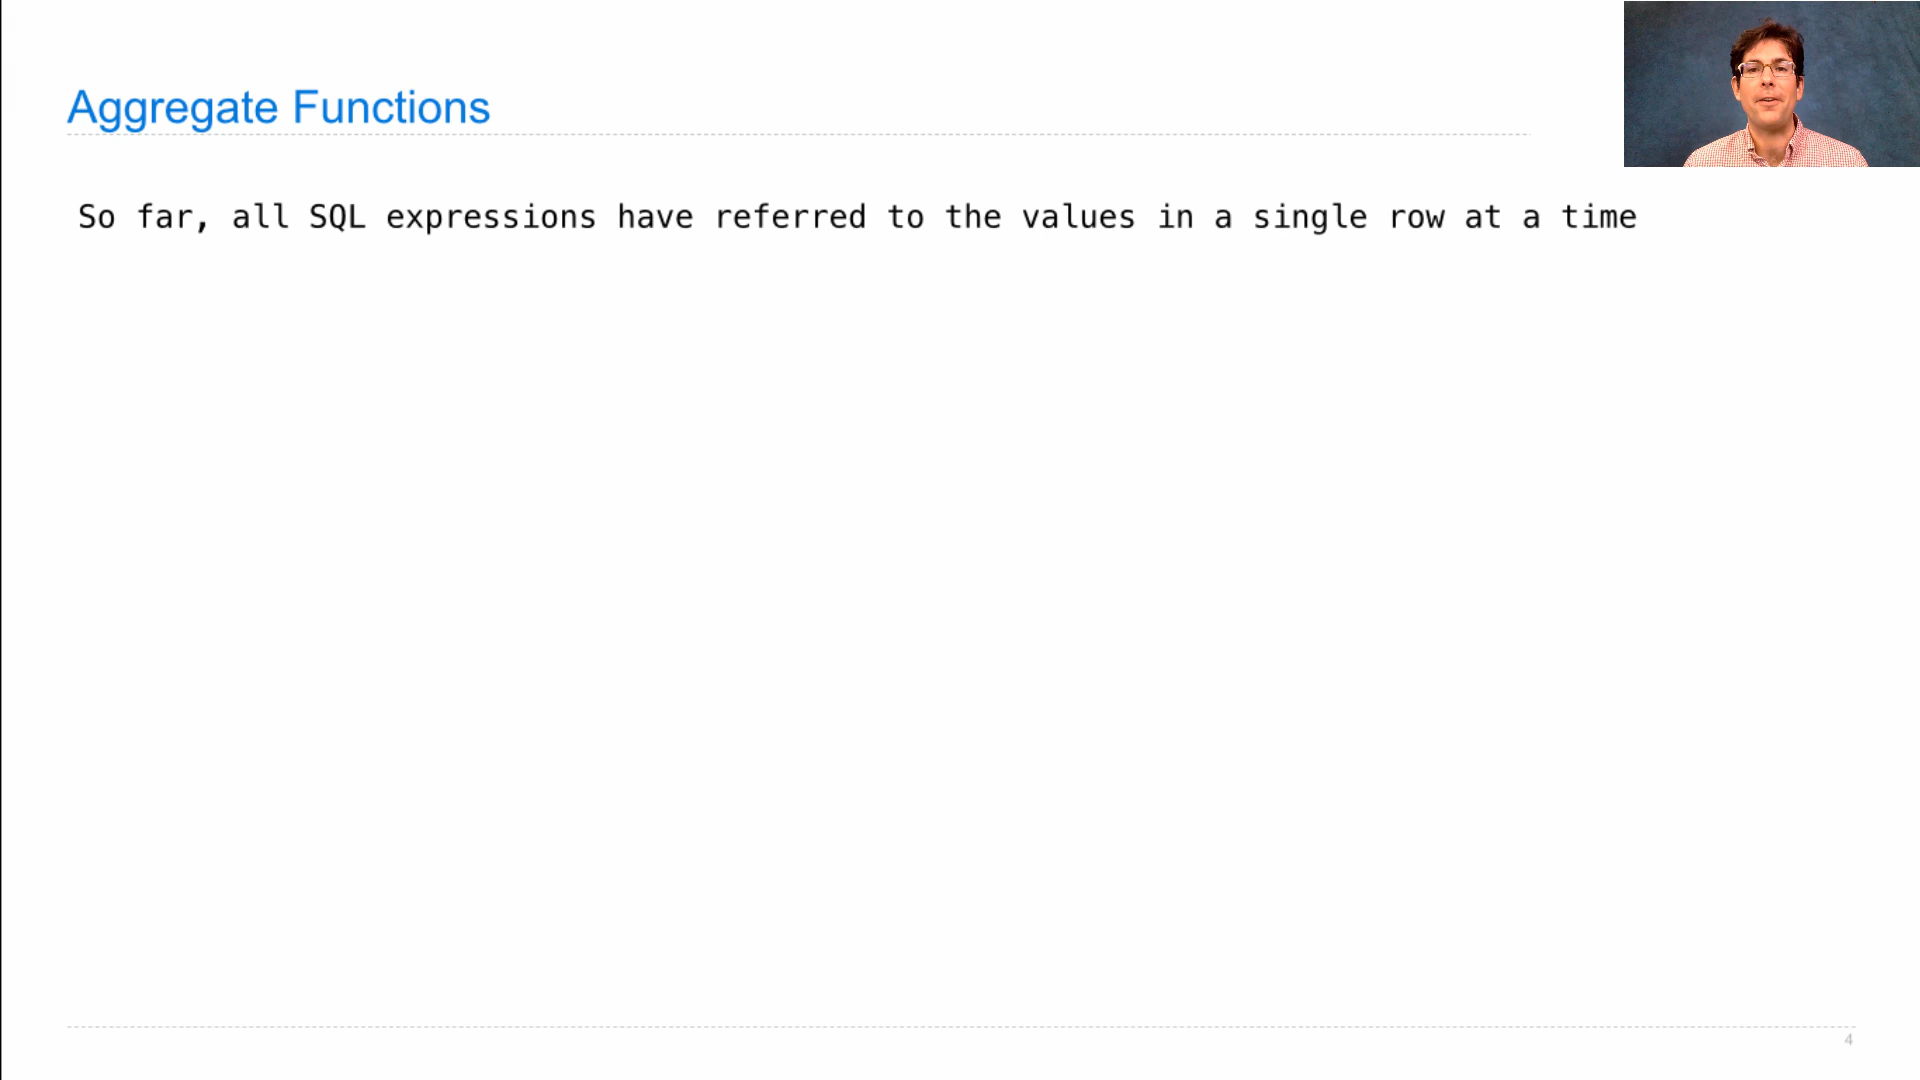 Aggregate Functions
So far, all SQL expressions have referred to the values in a single row at a time
4